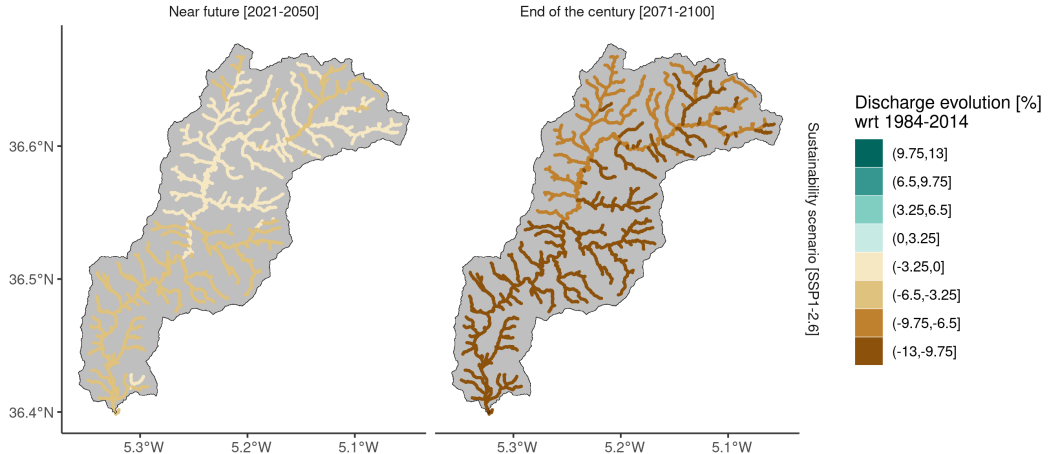 Near future [2021-2050]
End of the century [2071-2100]
36.6°N
36.5°N
36.4°N
5.3°W
5.2°W
5.1°W
5.3°W
5.2°W
5.1°W
Sustainability scenario [SSP1-2.6]
Discharge evolution [%]
wrt 1984-2014
(9.75,13]
(6.5,9.75]
(3.25,6.5]
(0,3.25]
(-3.25,0]
(-6.5,-3.25]
(-9.75,-6.5]
(-13,-9.75]